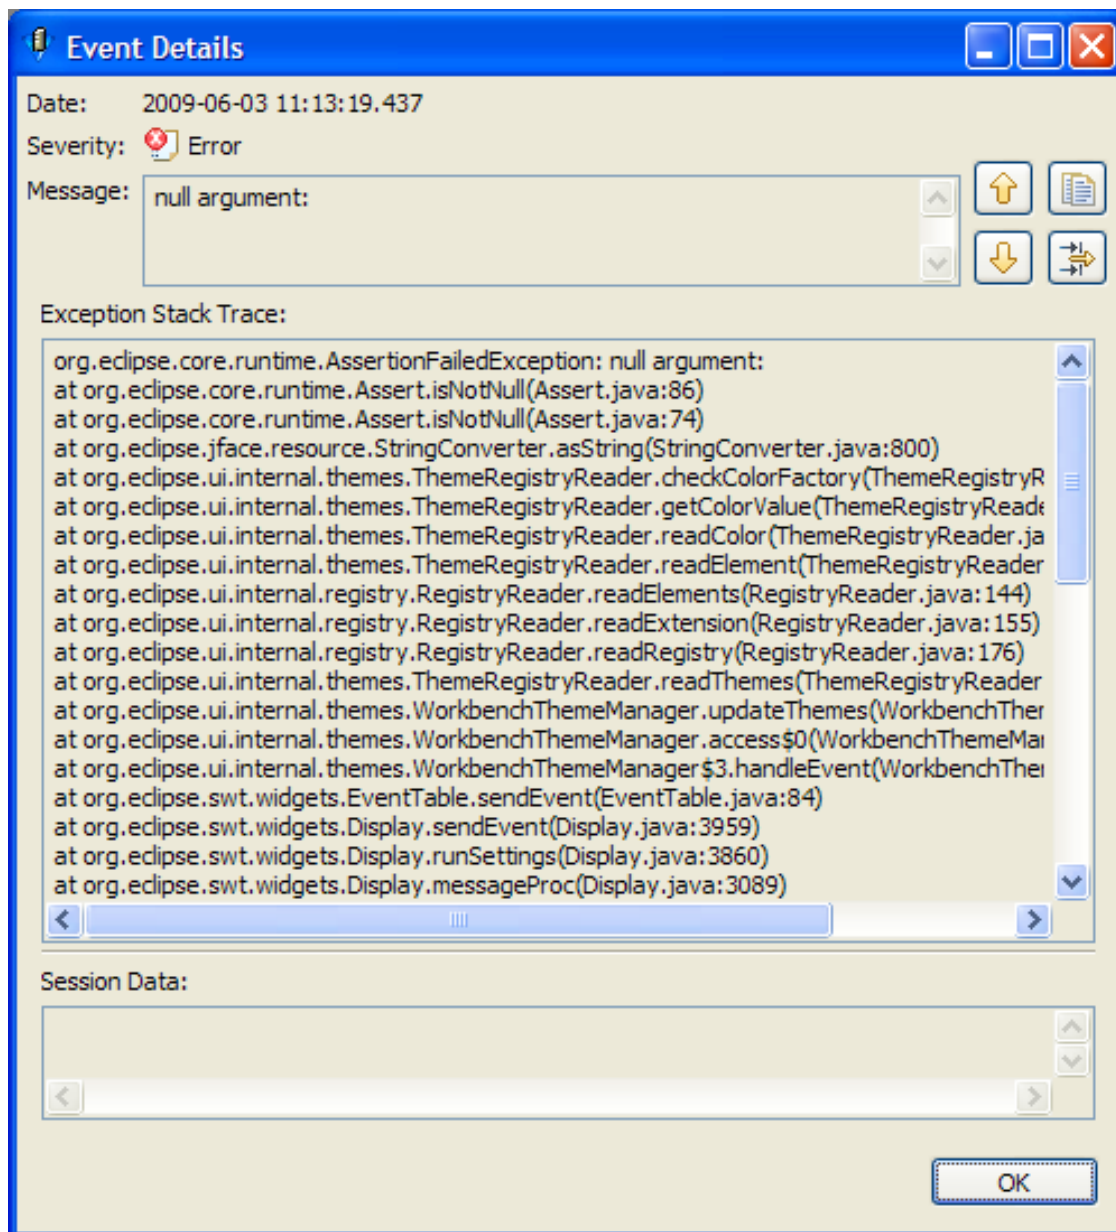 Event Details
Date: 2009-06-03 11:13:19.437
Severity: Error
Message: null argument:
Exception Stack Trace:
org.eclipse.core.runtime.AssertionFailedException: null argument:
at org.eclipse.core.runtime.Assert.isNotNull(Assert.java:86)
at org.eclipse.core.runtime.Assert.isNotNull(Assert.java:74)
at org.eclipse.jface.resource.StringConverter.asString(StringConverter.java:800)
at org.eclipse.ui.internal.themes.ThemeRegistryReader.checkColorFactory(ThemeRegistryR
at org.eclipse.ui.internal.themes.ThemeRegistryReader.getColorValue(ThemeRegistryReade
at org.eclipse.ui.internal.themes.ThemeRegistryReader.readColor(ThemeRegistryReader.ja
at org.eclipse.ui.internal.themes.ThemeRegistryReader.readElement(ThemeRegistryReader
at org.eclipse.ui.internal.registry.RegistryReader.readElements(RegistryReader.java:144)
at org.eclipse.ui.internal.registry.RegistryReader.readExtension(RegistryReader.java:155)
at org.eclipse.ui.internal.registry.RegistryReader.readRegistry(RegistryReader.java:176)
at org.eclipse.ui.internal.themes.ThemeRegistryReader.readThemes(ThemeRegistryReader
at org.eclipse.ui.internal.themes.WorkbenchThemeManager.updateThemes(WorkbenchTher
at org.eclipse.ui.internal.themes.WorkbenchThemeManager.access$0(WorkbenchThemeMar
at org.eclipse.ui.internal.themes.WorkbenchThemeManager$3.handleEvent(WorkbenchTher
at org.eclipse.swt.widgets.EventTable.sendEvent(EventTable.java:84)
at org.eclipse.swt.widgets.Display.sendEvent(Display.java:3959)
at org.eclipse.swt.widgets.Display.runSettings(Display.java:3860)
at org.eclipse.swt.widgets.Display.messageProc(Display.java:3089)
Session Data:
OK